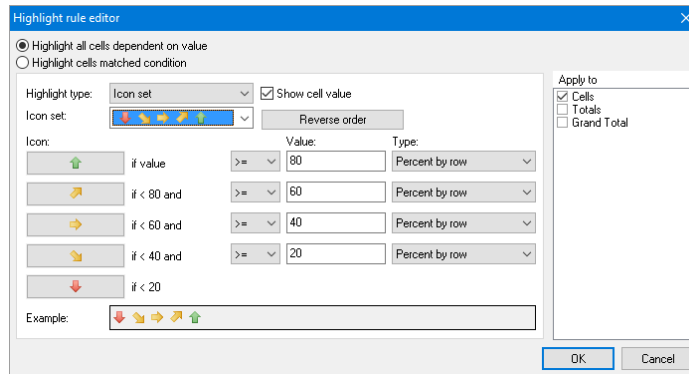 Highlight rule editor
Highlight all cells dependent on value
Highlight cells matched condition
Highlight type: Icon set Show cell value
Icon set: Reverse order
Icon: Value: Type:
if value >= 80 Percent by row
if < 80 and >= 60 Percent by row
if < 60 and >= 40 Percent by row
if < 40 and >= 20 Percent by row
if < 20
Example:
Apply to
Cells
Totals
Grand Total
OK Cancel